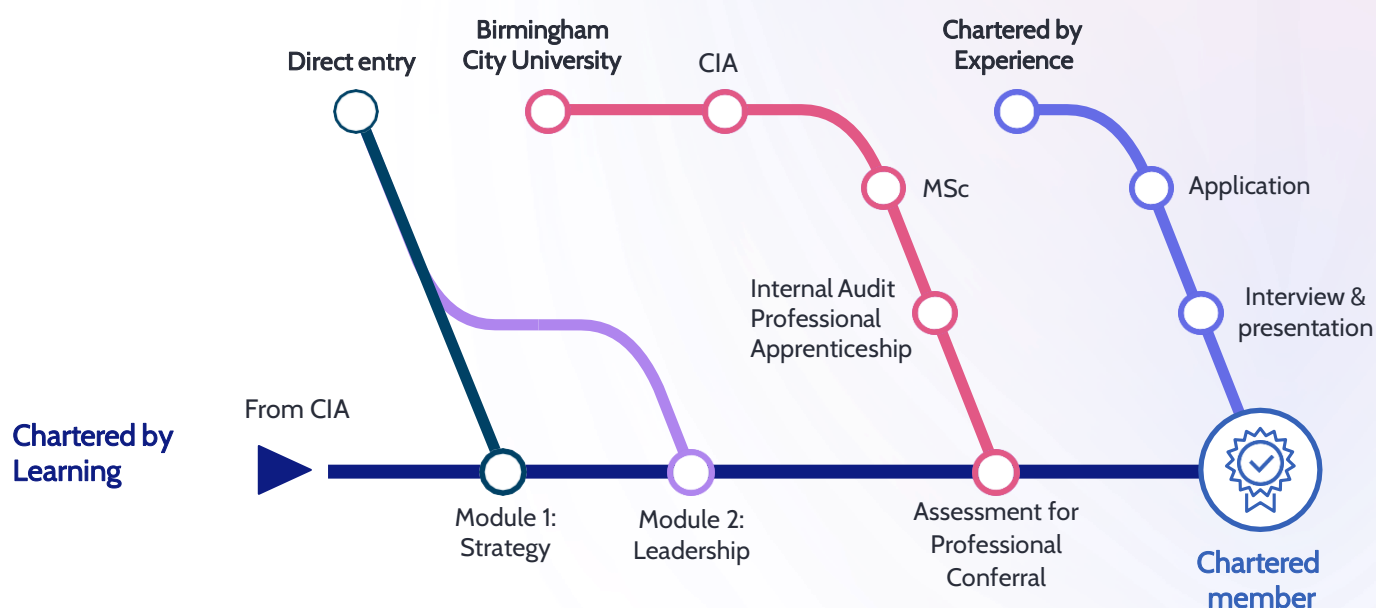 Direct entry
Birmingham
City University
CIA
Chartered by
Experience
MSc
Application
Internal Audit
Professional
Apprenticeship
Interview &
presentation
From CIA
Chartered by
Learning
Module 1:
Strategy
Module 2:
Leadership
Assessment for
Professional
Conferral
Chartered
member